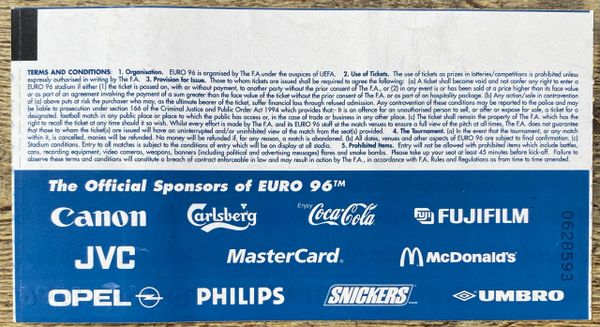 TERMS AND CONDITIONS: 1. Organisation. EURO 96 is organised by The F.A. under the auspices of UEFA. 2. Use of Tickets. The use of tickets as prizes in lotteries/competitions is prohibited unless
expressly authorised in writing by The F.A. 3. Provision for Issue. Those to whom tickets are issued shall be required to agree the following: (a) A ticket shall become void and not confer any right to enter a
EURO 96 stadium if either (1) the ticket is passed on, with or without payment, to another party without the prior consent of The F.A., or (2) in any event is or has been sold at a price higher than its face value
or as part of an agreement involving the payment of a sum greater than the face value of the ticket without the prior consent of The F.A. or as part of an hospitality package. (b) Any action/sale in contravention
of (a) above puts at risk the purchaser who may, as the ultimate bearer of the ticket, suffer financial loss through refused admission. Any contravention of these conditions may be reported to the police and may
be liable to prosecution under section 166 of the Criminal Justice and Public Order Act 1994 which provides that:- It is an offence for an unauthorised person to sell, or offer or expose for sale, a ticket for a
designated football match in any public place or place to which the public has access or, in the case of trade or business in any other place. (c) The ticket shall remain the property of The F.A. which has the
right to recall the ticket at any time should it so wish. Whilst every effort is made by The F.A. and its EURO 96 staff at the match venues to ensure a full view of the pitch at all times, The F.A. does not guarantee
that those to whom the ticket(s) are issued will have an uninterrupted and/or uninhibited view of the match from the seat(s) provided. 4. The Tournament. (a) In the event that the tournament, or any match
within it, is cancelled, monies will be refunded. No money will be refunded, for any reason, once a match is abandoned. (b) All dates, venues and other aspects of EURO 96 are subject to final confirmation. (c)
Stadium conditions. Entry to all matches is subject to the conditions of entry which will be on display at all stadia. 5. Prohibited Items. Entry will not be allowed with prohibited items which include bottles,
cans, recording equipment, video cameras, weapons, banners (including political and advertising messages) flares and smoke bombs. Please take up your seat at least 45 minutes before kick-off. Failure to
observe these terms and conditions will constitute a breach of contract enforceable in law and may result in action by The F.A., in accordance with F.A. Rules and Regulations as from time to time amended.
The Official Sponsors of EURO 96™
Canon Carlsberg Enjoy Coca-Cola FUJI FUJIFILM
JVC MasterCard McDonald's
OPEL PHILIPS SNICKERS UMBRO
0628593